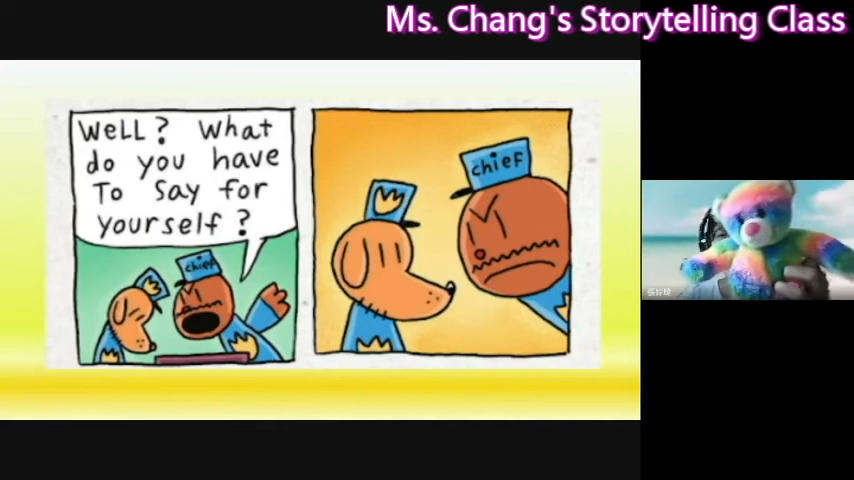 Ms. Chang's Storytelling Class
WELL? What
do you have
To Say for
yourself?
chief
chief